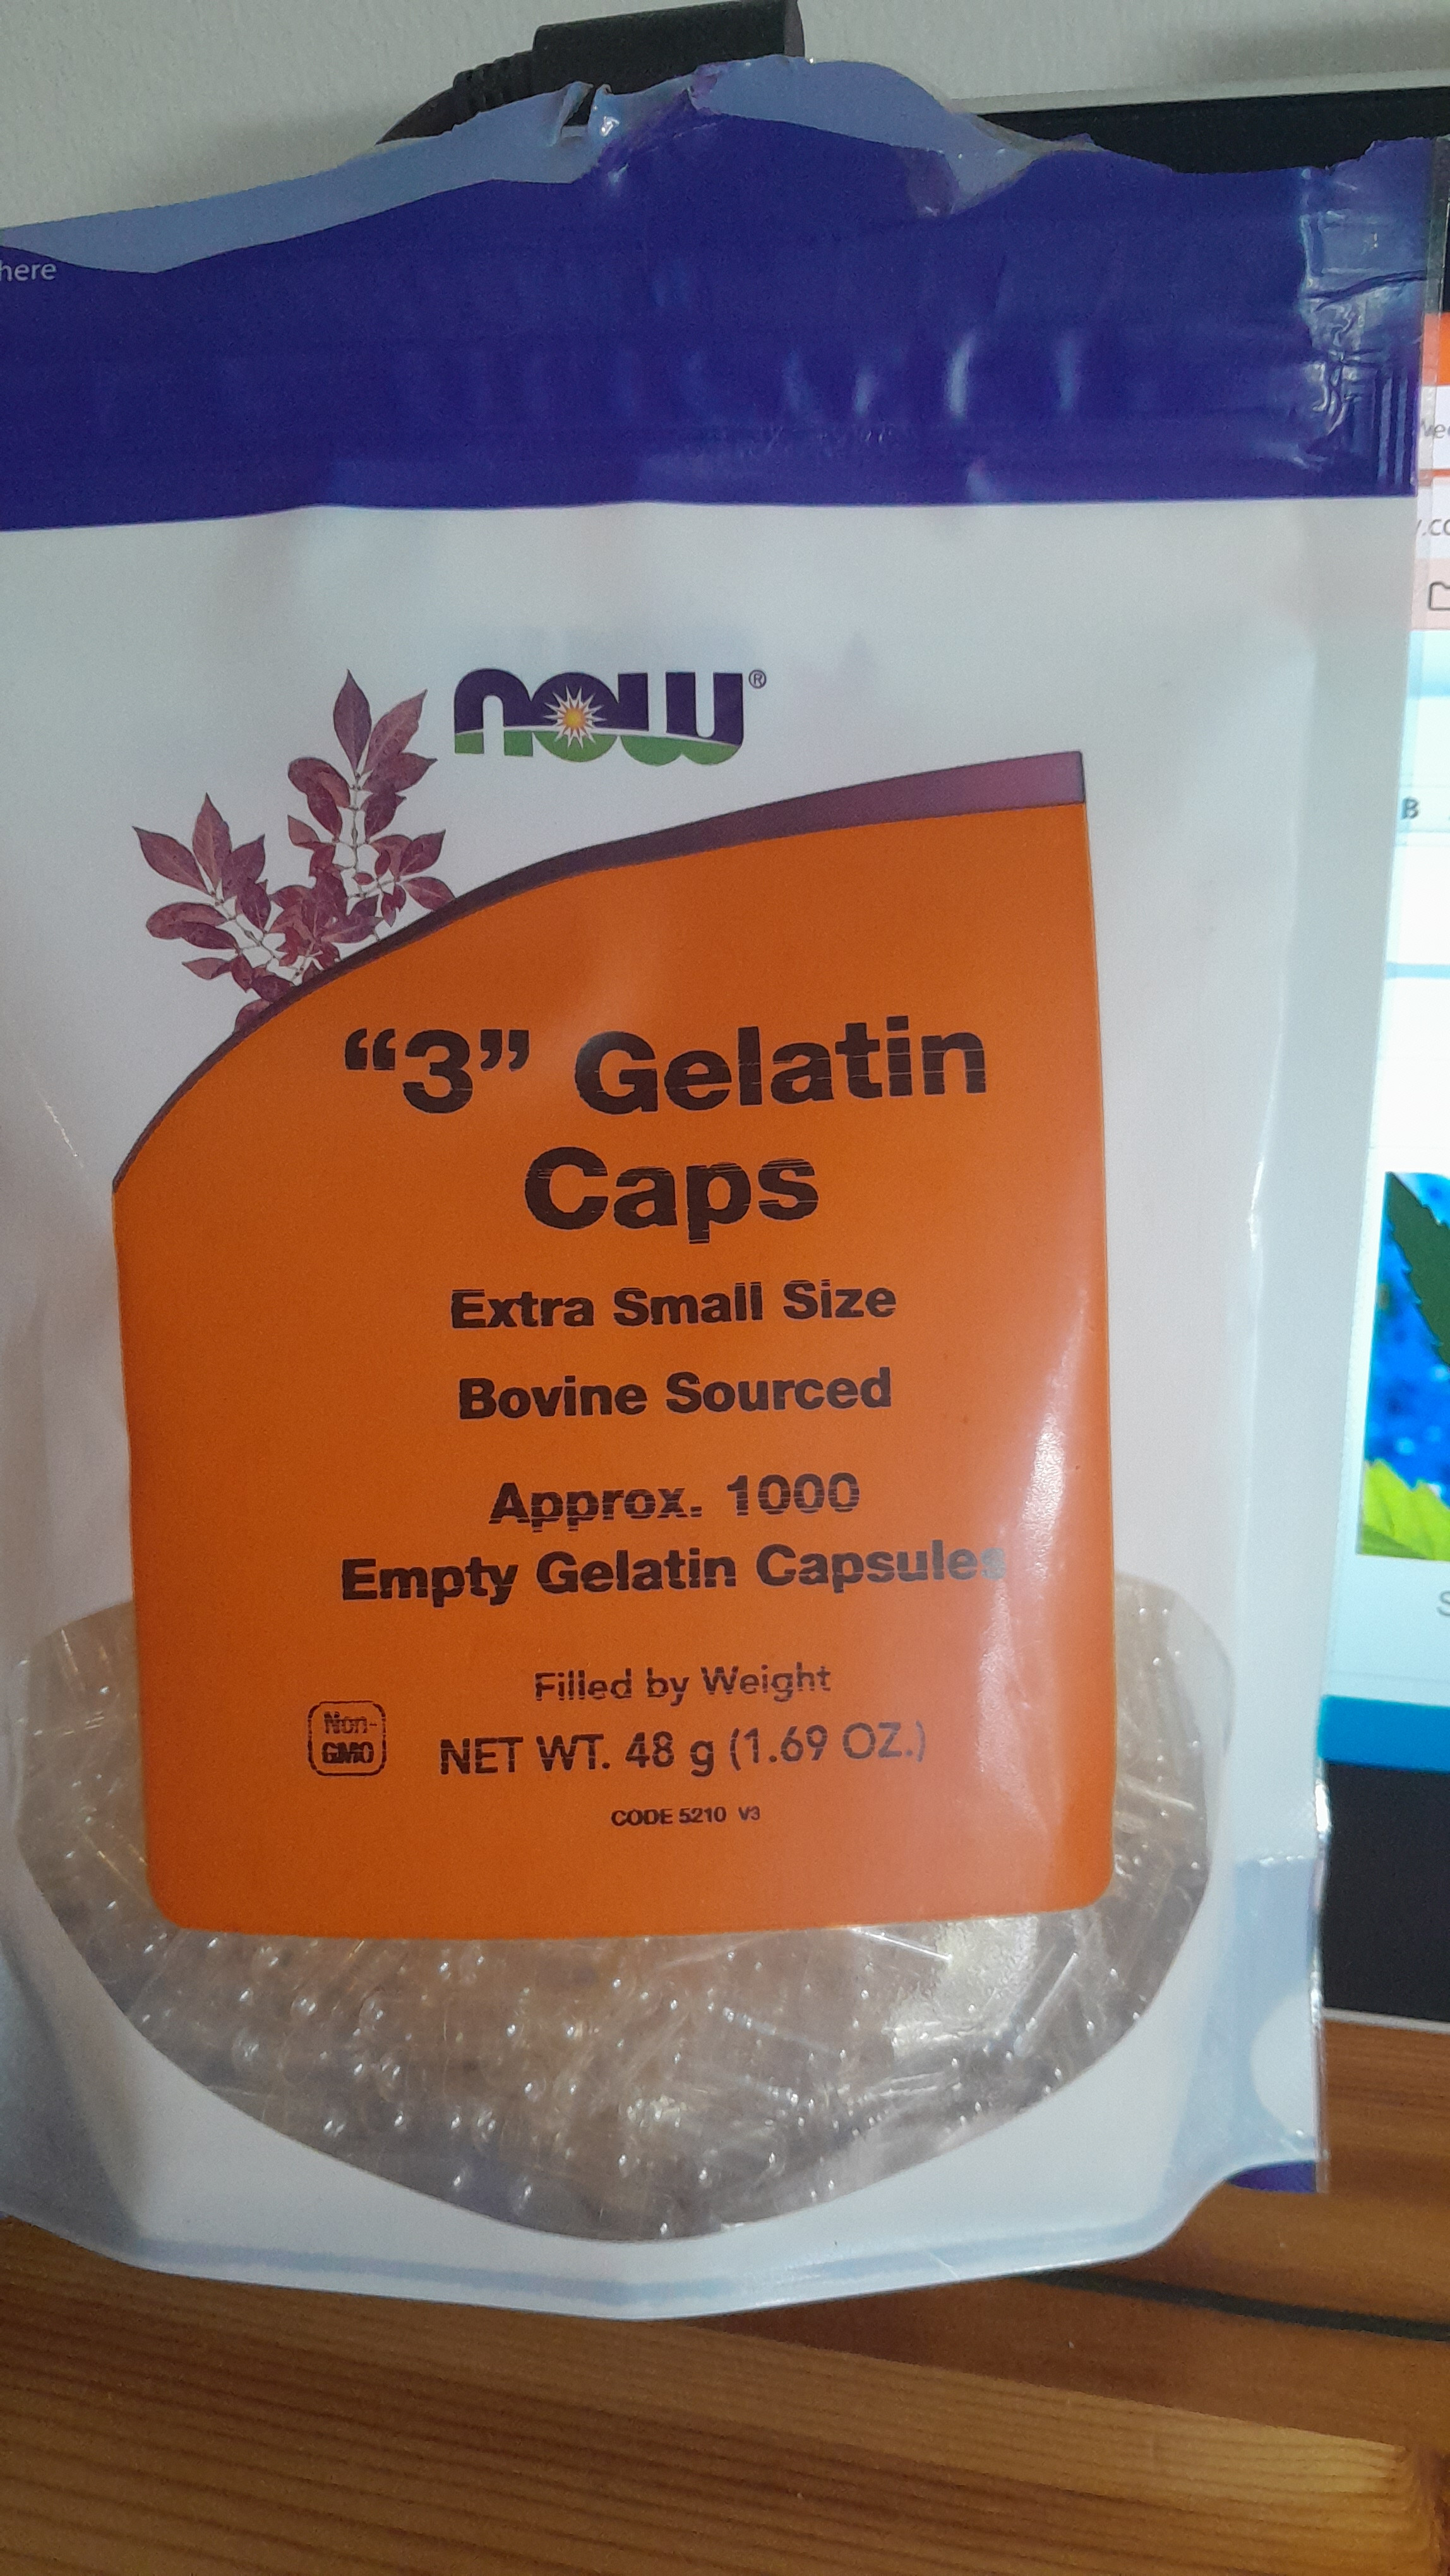 here
now®
“3” Gelatin
Caps
Extra Small Size
Bovine Sourced
Approx. 1000
Empty Gelatin Capsules
Filled by Weight
Non-
GMO
NET WT. 48 g (1.69 OZ.)
CODE 5210 V3
B